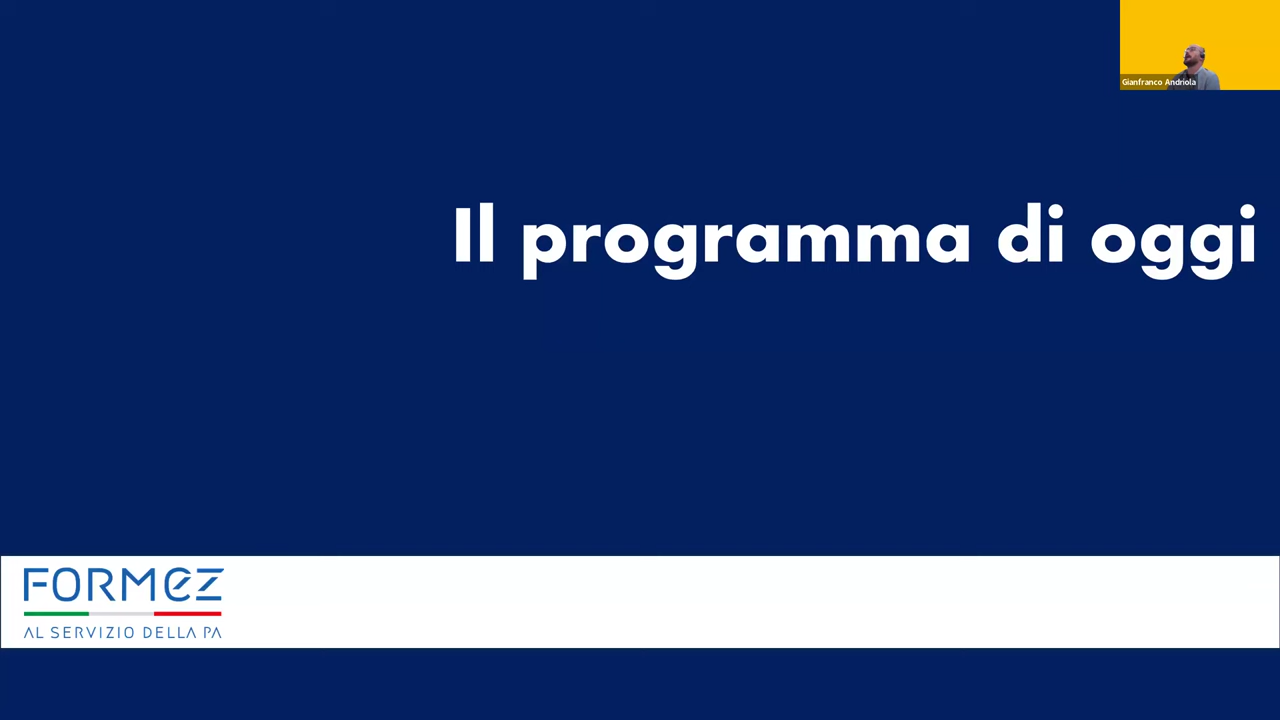 Gianfranco Andriola
Il programma di oggi
FORMEZ
AL SERVIZIO DELLA PA